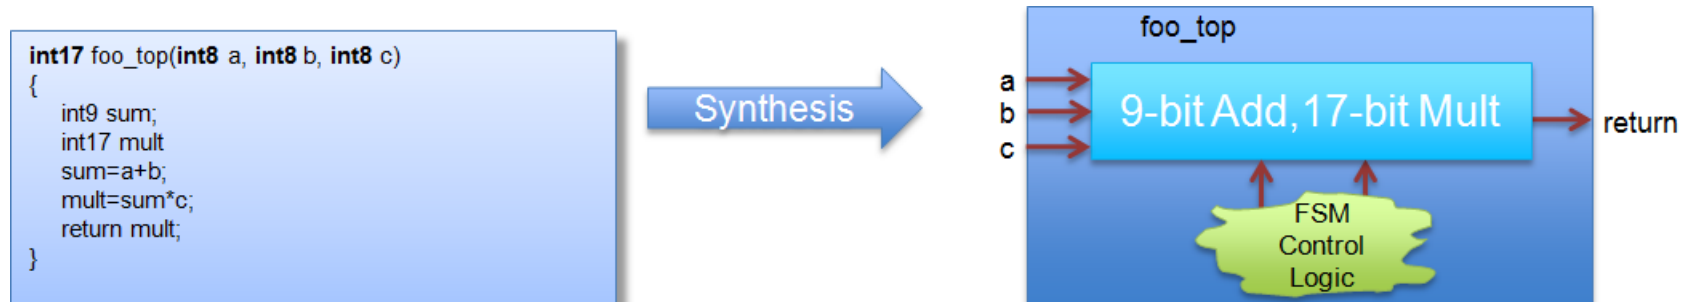 int17 foo_top(int8 a, int8 b, int8 c)
{
int9 sum;
int17 mult
sum=a+b;
mult=sum*c;
return mult;
}
Synthesis
foo_top
a
b
c
9-bit Add,17-bit Mult
return
FSM
Control
Logic